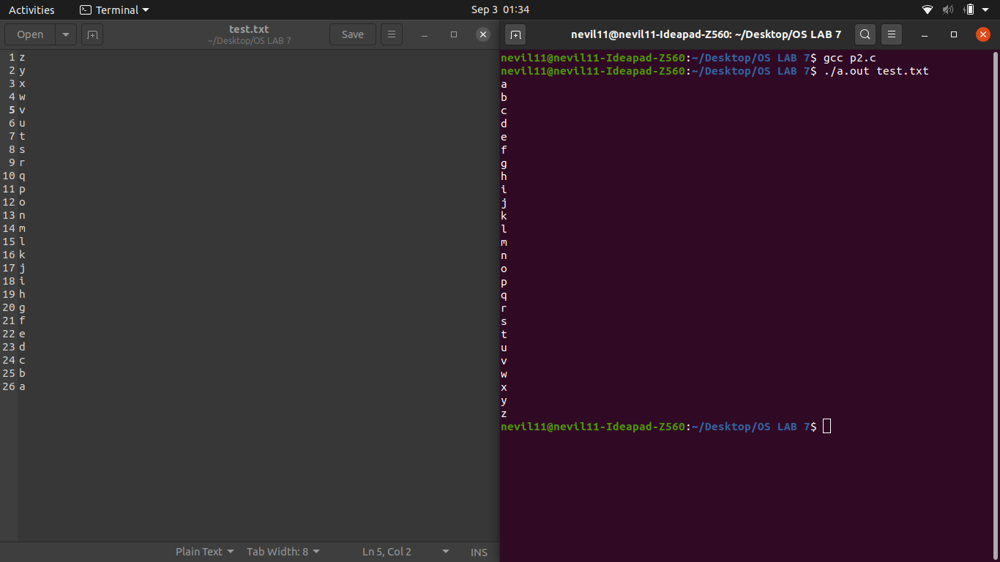 Activities Terminal Sep 3 01:34
Open test.txt Save
~/Desktop/OS LAB 7
1 z
2 y
3 x
4 w
5 v
6 u
7 t
8 s
9 r
10 q
11 p
12 o
13 n
14 m
15 l
16 k
17 j
18 i
19 h
20 g
21 f
22 e
23 d
24 c
25 b
26 a
Plain Text Tab Width: 8 Ln 5, Col 2 INS
nevil11@nevil11-Ideapad-Z560: ~/Desktop/OS LAB 7
nevil11@nevil11-Ideapad-Z560:~/Desktop/OS LAB 7$ gcc p2.c
nevil11@nevil11-Ideapad-Z560:~/Desktop/OS LAB 7$ ./a.out test.txt
a
b
c
d
e
f
g
h
i
j
k
l
m
n
o
p
q
r
s
t
u
v
w
x
y
z
nevil11@nevil11-Ideapad-Z560:~/Desktop/OS LAB 7$